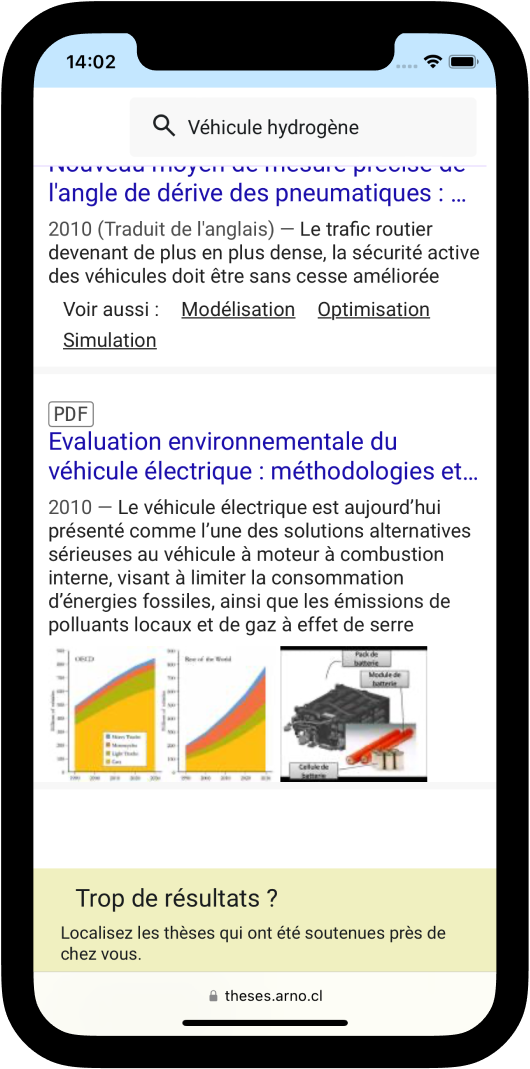 14:02
Véhicule hydrogène
Nouveau moyen de mesure précise de
l'angle de dérive des pneumatiques : ...
2010 (Traduit de l'anglais) — Le trafic routier
devenant de plus en plus dense, la sécurité active
des véhicules doit être sans cesse améliorée
Voir aussi : Modélisation Optimisation
Simulation
PDF
Evaluation environnementale du
véhicule électrique : méthodologies et...
2010 — Le véhicule électrique est aujourd’hui
présenté comme l’une des solutions alternatives
sérieuses au véhicule à moteur à combustion
interne, visant à limiter la consommation
d’énergies fossiles, ainsi que les émissions de
polluants locaux et de gaz à effet de serre
OECD
Rest of the World
Pack de
batterie
Module de
batterie
Cellule de
batterie
Motorcycles
Light Trucks
Cars
Trop de résultats ?
Localisez les thèses qui ont été soutenues près de
chez vous.
theses.arno.cl